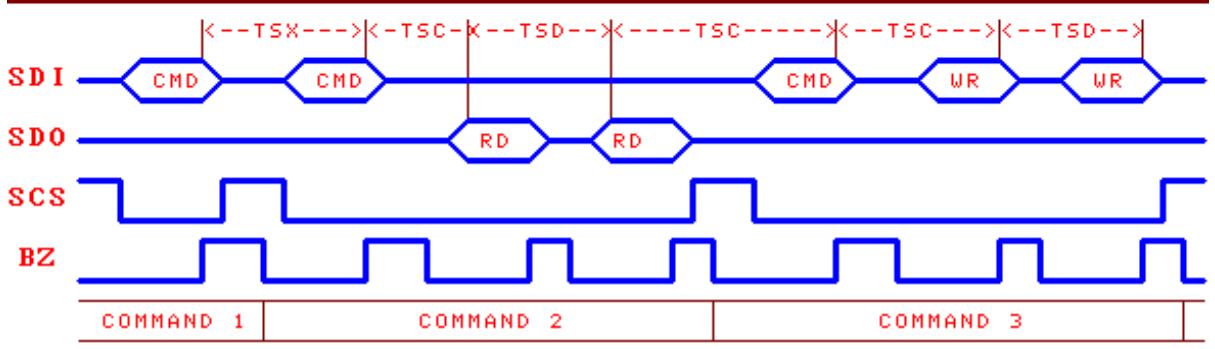 <--TSX---><-TSC-X<--TSD--><----TSC-----><--TSC---><--TSD-->
SDI CMD CMD CMD WR WR
SDO RD RD
SCS
BZ
COMMAND 1 COMMAND 2 COMMAND 3